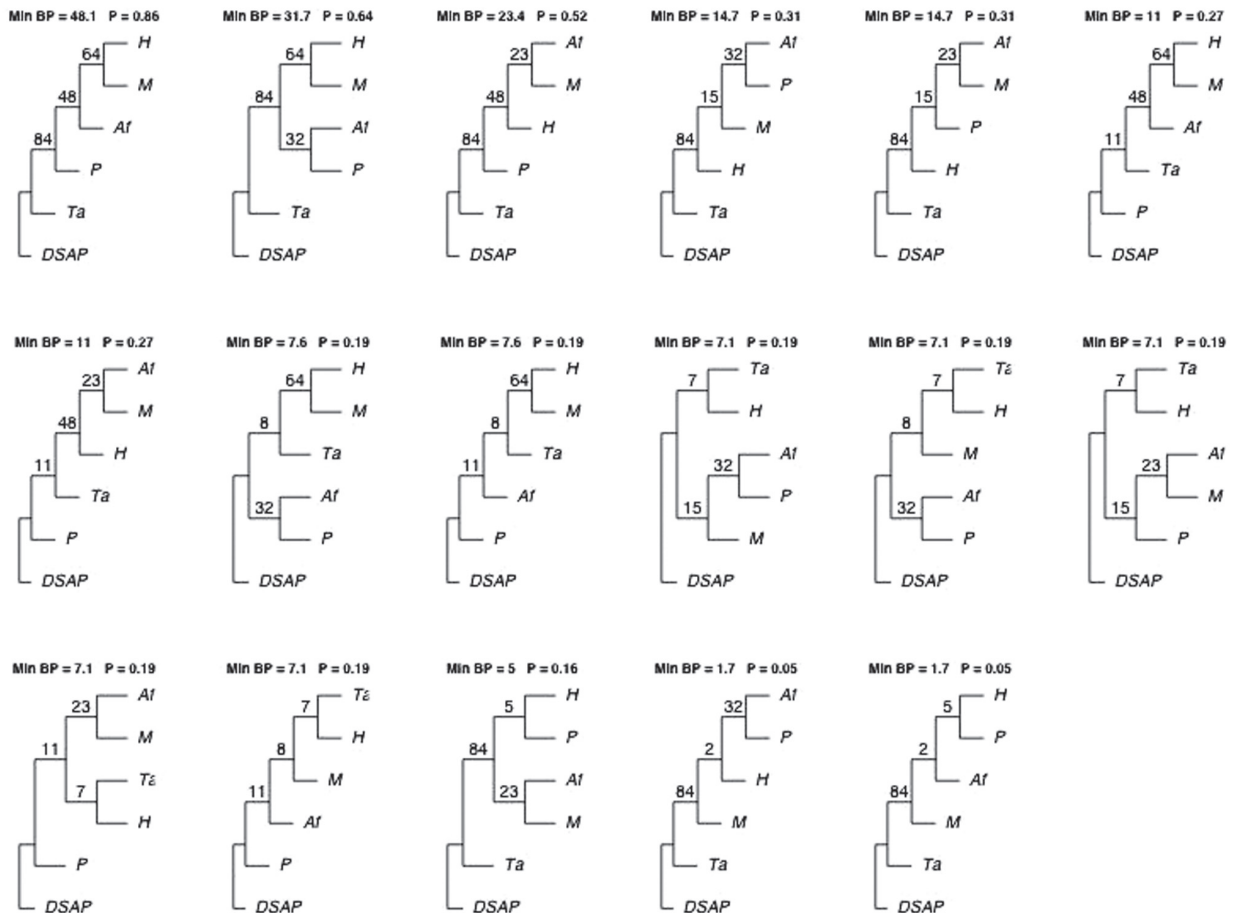 Min BP = 48.1 P = 0.86
64
H
M
48
Af
84
P
Ta
DSAP
Min BP = 31.7 P = 0.64
64
H
M
84
Af
32
P
Ta
DSAP
Min BP = 23.4 P = 0.52
23
Af
M
48
H
84
P
Ta
DSAP
Min BP = 14.7 P = 0.31
32
Af
P
15
M
84
H
Ta
DSAP
Min BP = 14.7 P = 0.31
23
Af
M
15
P
84
H
Ta
DSAP
Min BP = 11 P = 0.27
64
H
M
48
Af
11
Ta
P
DSAP
Min BP = 11 P = 0.27
23
Af
M
48
H
11
Ta
P
DSAP
Min BP = 7.6 P = 0.19
64
H
M
8
Ta
Af
32
P
DSAP
Min BP = 7.6 P = 0.19
64
H
M
8
Ta
11
Af
P
DSAP
Min BP = 7.1 P = 0.19
7
Ta
H
Af
32
P
15
M
DSAP
Min BP = 7.1 P = 0.19
7
Ta
H
8
M
Af
32
P
DSAP
Min BP = 7.1 P = 0.19
7
Ta
H
Af
23
M
15
P
DSAP
Min BP = 7.1 P = 0.19
23
Af
M
11
Ta
7
H
P
DSAP
Min BP = 7.1 P = 0.19
7
Ta
H
8
M
11
Af
P
DSAP
Min BP = 5 P = 0.16
5
H
P
84
Af
23
M
Ta
DSAP
Min BP = 1.7 P = 0.05
32
Af
P
2
H
84
M
Ta
DSAP
Min BP = 1.7 P = 0.05
5
H
P
2
Af
84
M
Ta
DSAP